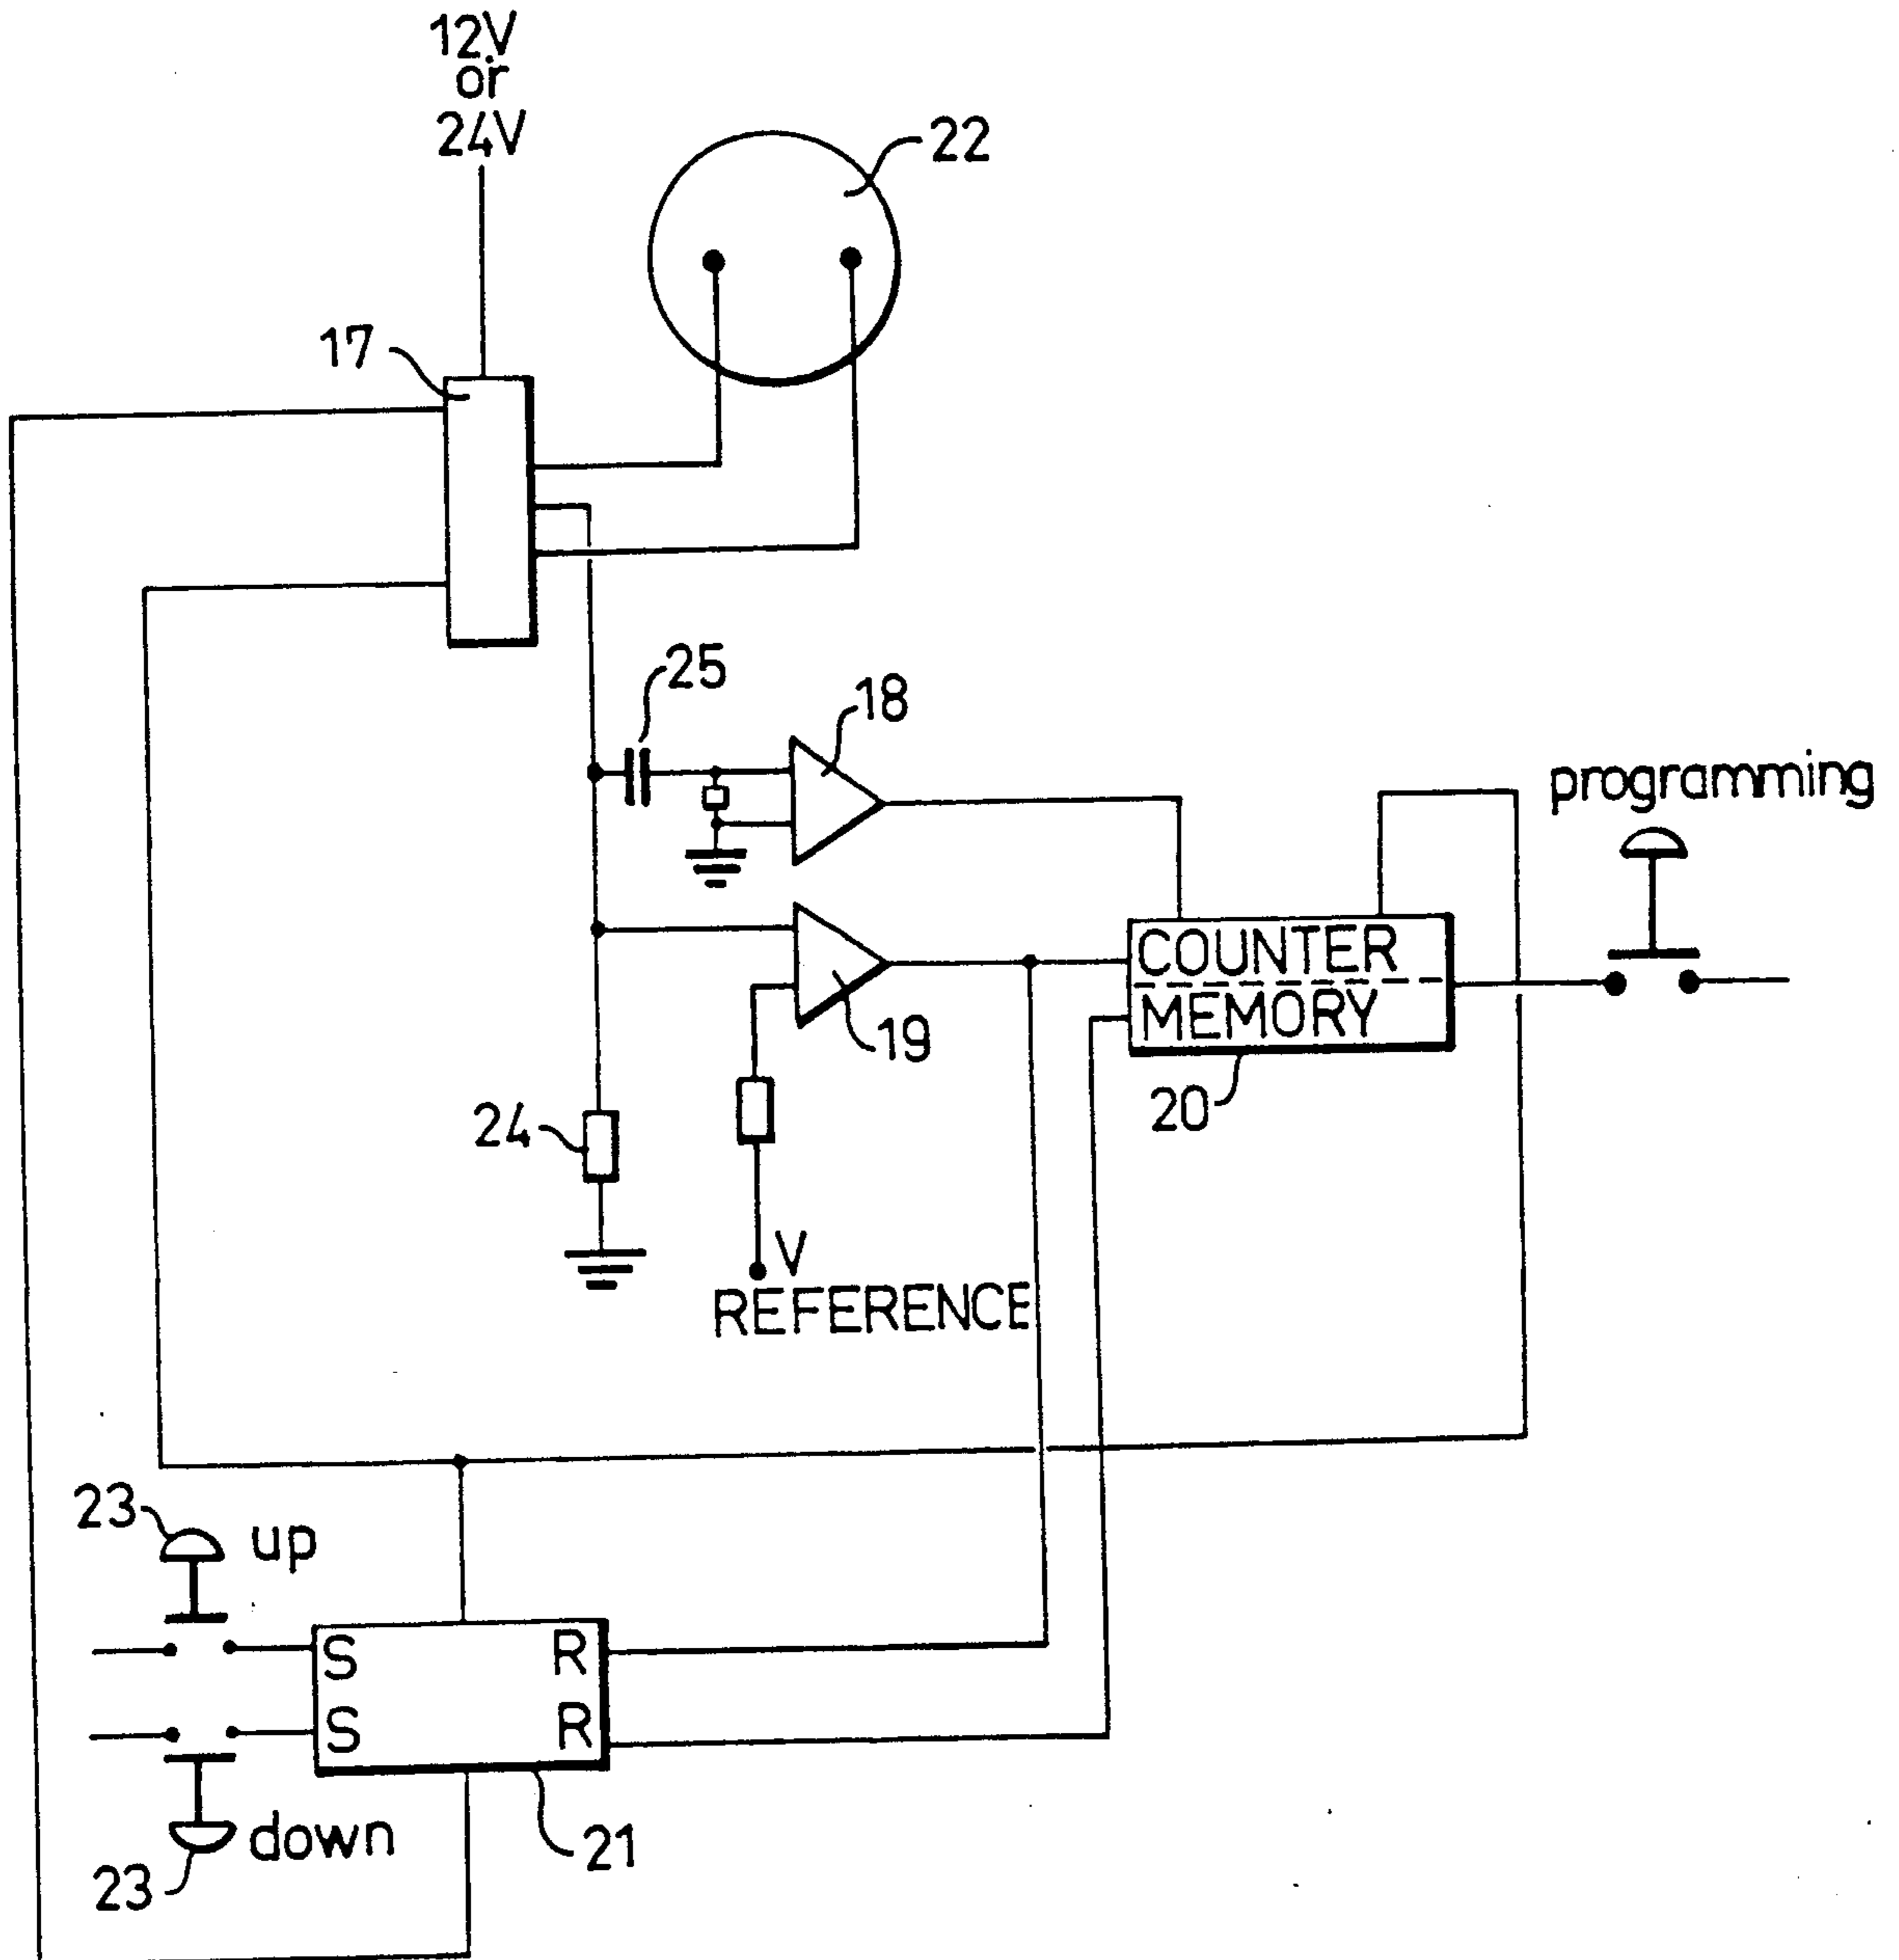 12V
or
24V
22
17
25
18
programming
COUNTER
MEMORY
19
20
24
V
REFERENCE
23
up
S
R
S
R
down
23
21